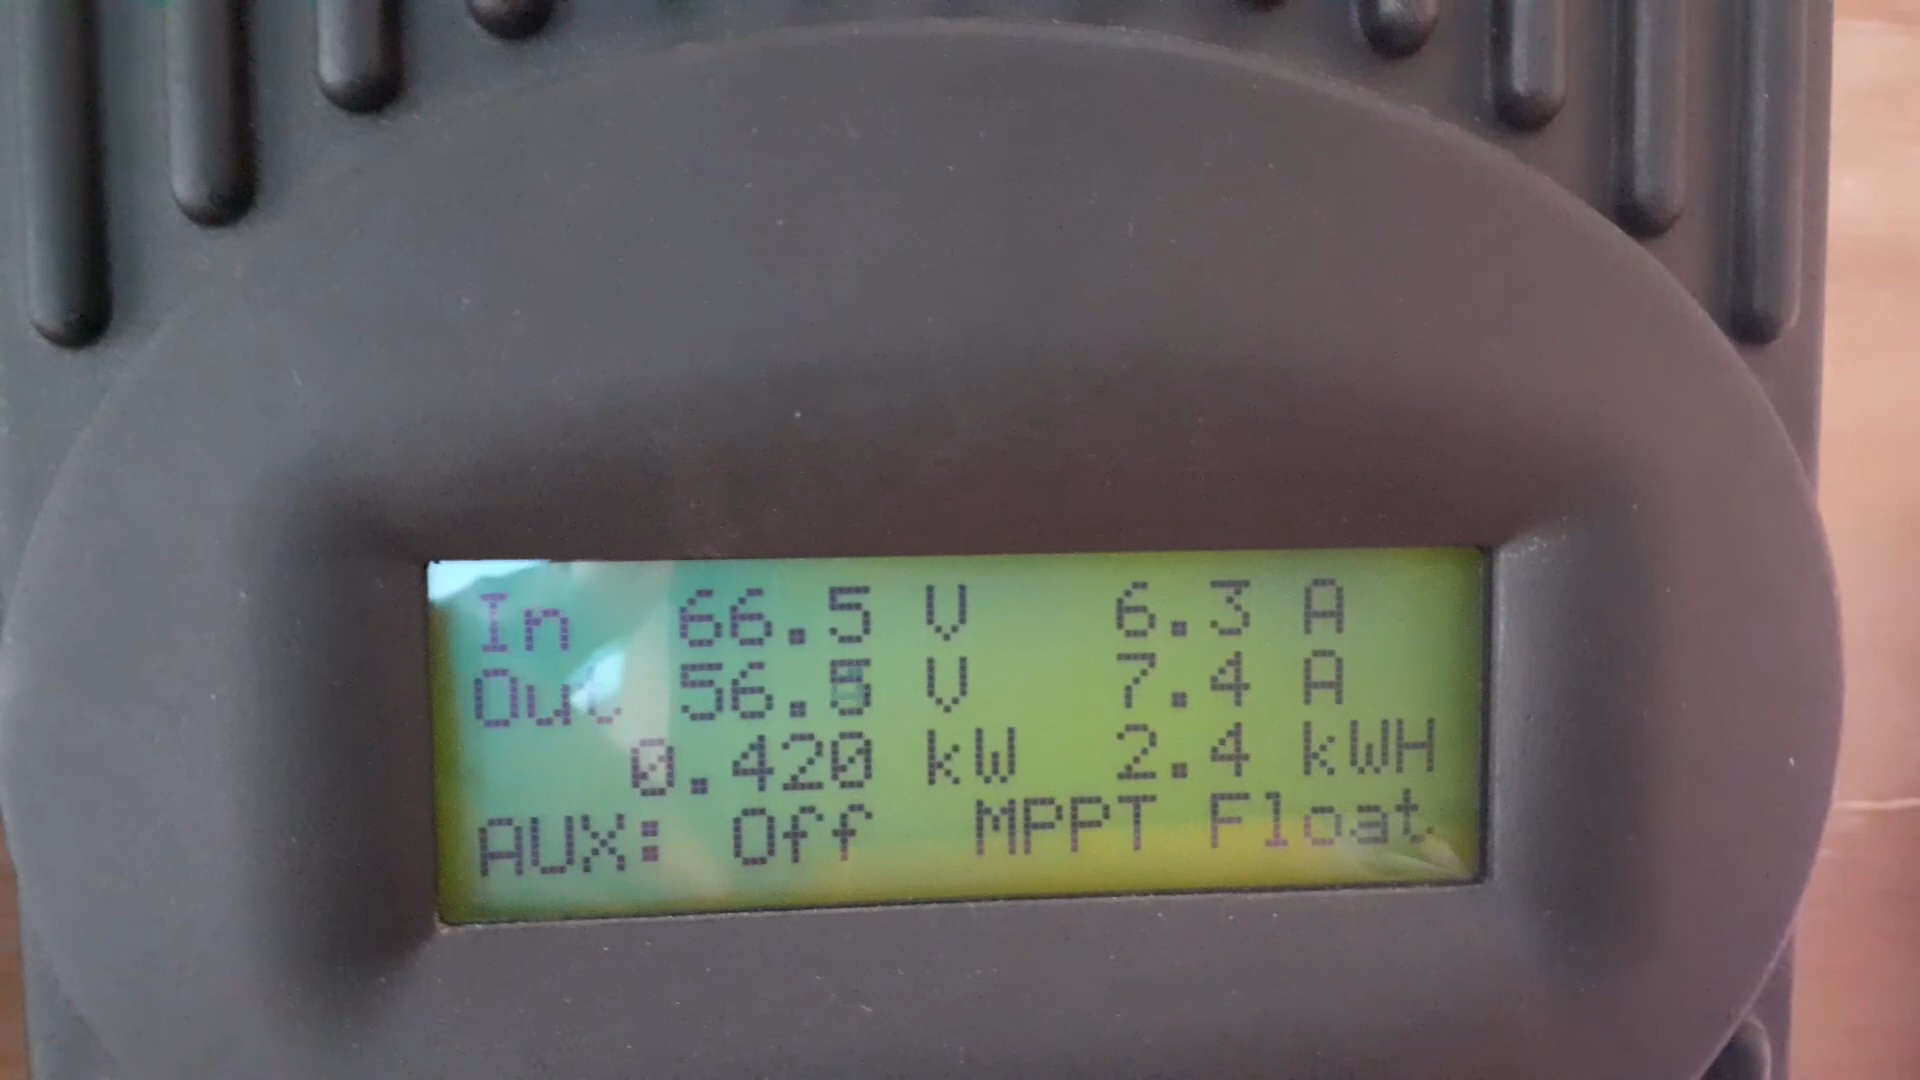 In 66.5 V 6.3 A
Out 56.5 V 7.4 A
0.420 kW 2.4 kWH
AUX: Off MPPT Float